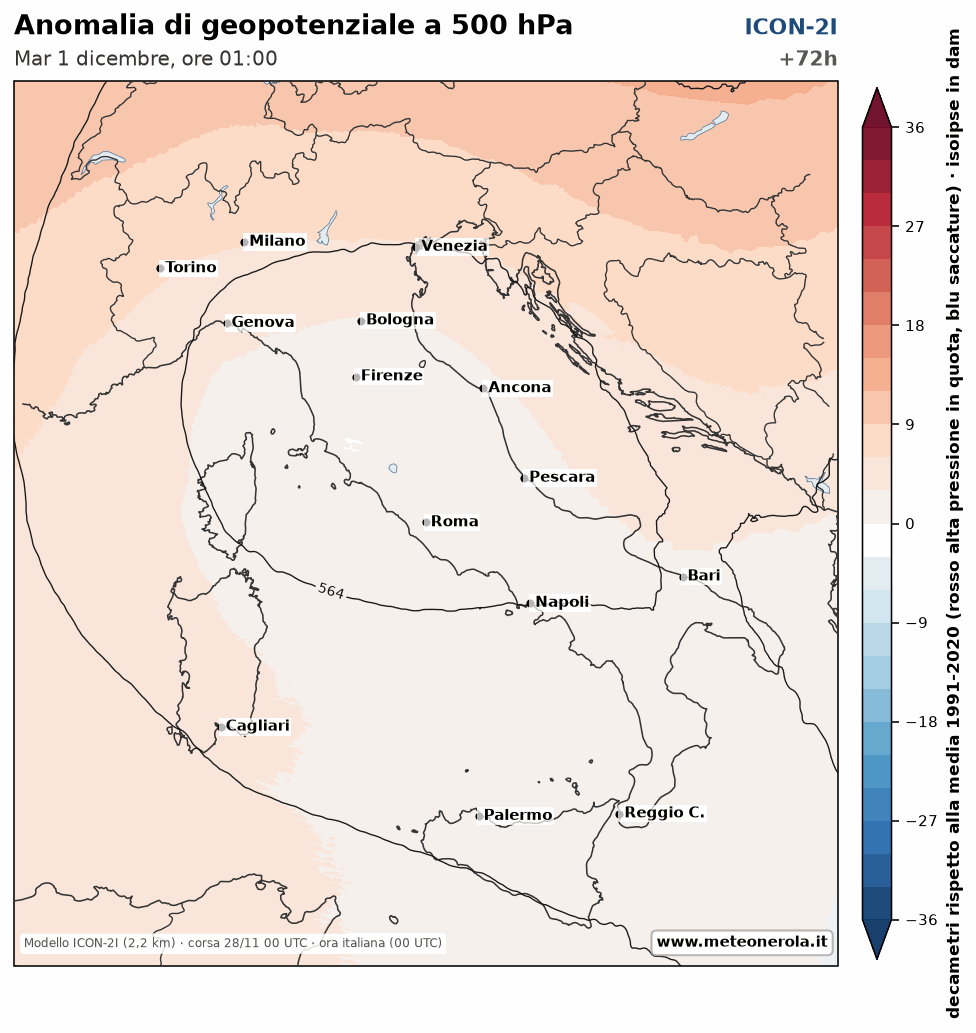 Anomalia di geopotenziale a 500 hPa
ICON-2I
Mar 1 dicembre, ore 01:00
+72h
Milano
Venezia
Torino
Genova
Bologna
Firenze
Ancona
Pescara
Roma
Bari
564
Napoli
Cagliari
Palermo
Reggio C.
Modello ICON-2I (2,2 km) · corsa 28/11 00 UTC · ora italiana (00 UTC)
www.meteonerola.it
36
27
18
9
0
−9
−18
−27
−36
decametri rispetto alla media 1991-2020 (rosso alta pressione in quota, blu saccature) · isoipse in dam